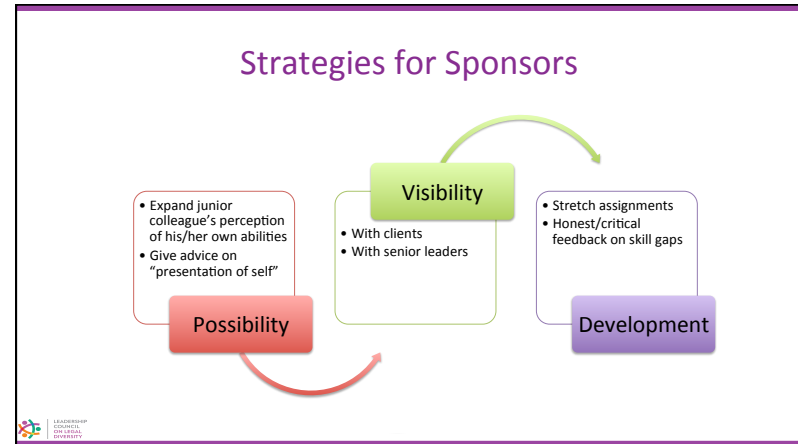 Strategies for Sponsors
• Expand junior
colleague's perception
of his/her own abilities
• Give advice on
"presentation of self"
Possibility
Visibility
• With clients
• With senior leaders
• Stretch assignments
• Honest/critical
feedback on skill gaps
Development
LEADERSHIP
COUNCIL
ON LEGAL
DIVERSITY